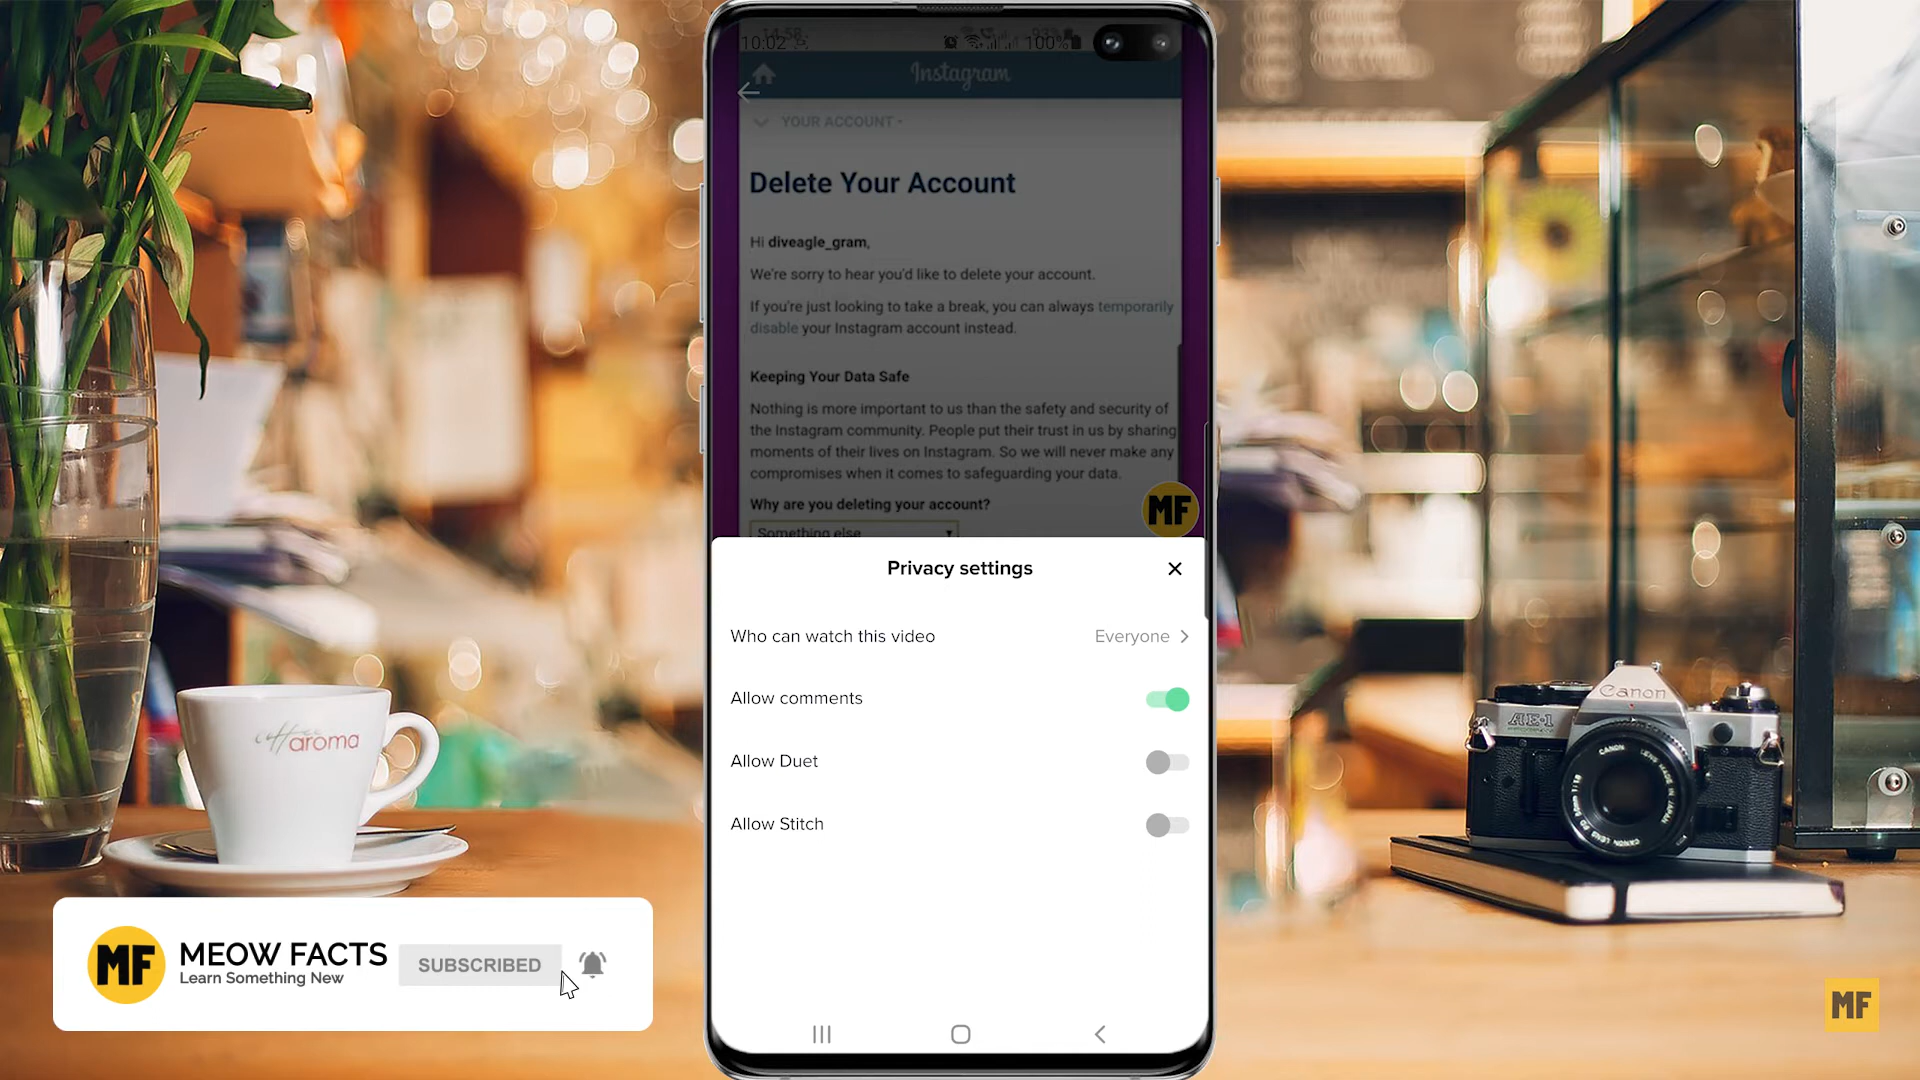 10:02
100%
Instagram
YOUR ACCOUNT
Delete Your Account
Hi diveagle_gram,
We're sorry to hear you'd like to delete your account.
If you're just looking to take a break, you can always temporarily
disable your Instagram account instead.
Keeping Your Data Safe
Nothing is more important to us than the safety and security of
the Instagram community. People put their trust in us by sharing
moments of their lives on Instagram. So we will never make any
compromises when it comes to safeguarding your data.
Why are you deleting your account?
Something else
MF
Privacy settings
Who can watch this video
Everyone
Allow comments
Allow Duet
Allow Stitch
aroma
Canon
AE-1
CANON
MF
MEOW FACTS
Learn Something New
SUBSCRIBED
MF